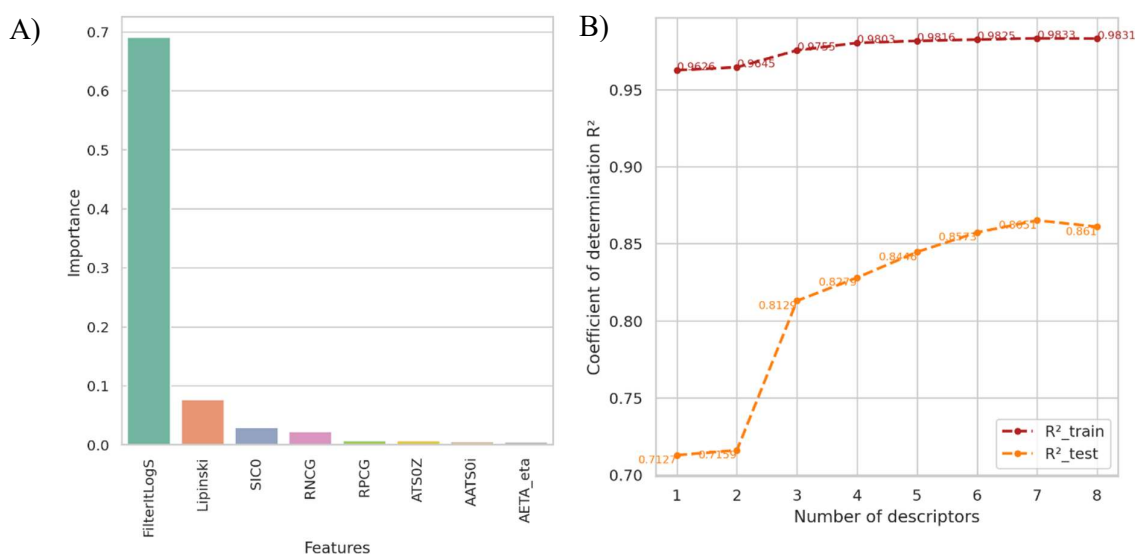 A)
0.7
0.6
0.5
0.4
0.3
0.2
0.1
0.0
Importance
FilterItLogS
Lipinski
SIC0
RNCG
RPCG
ATS0Z
AATS0i
AETA_eta
Features
B)
0.95
0.90
0.85
0.80
0.75
0.70
Coefficient of determination R²
0.9626
0.9645
0.9755
0.9803
0.9816
0.9825
0.9833
0.9831
0.7127
0.7159
0.8129
0.8279
0.8448
0.8573
0.8651
0.861
R²_train
R²_test
1 2 3 4 5 6 7 8
Number of descriptors